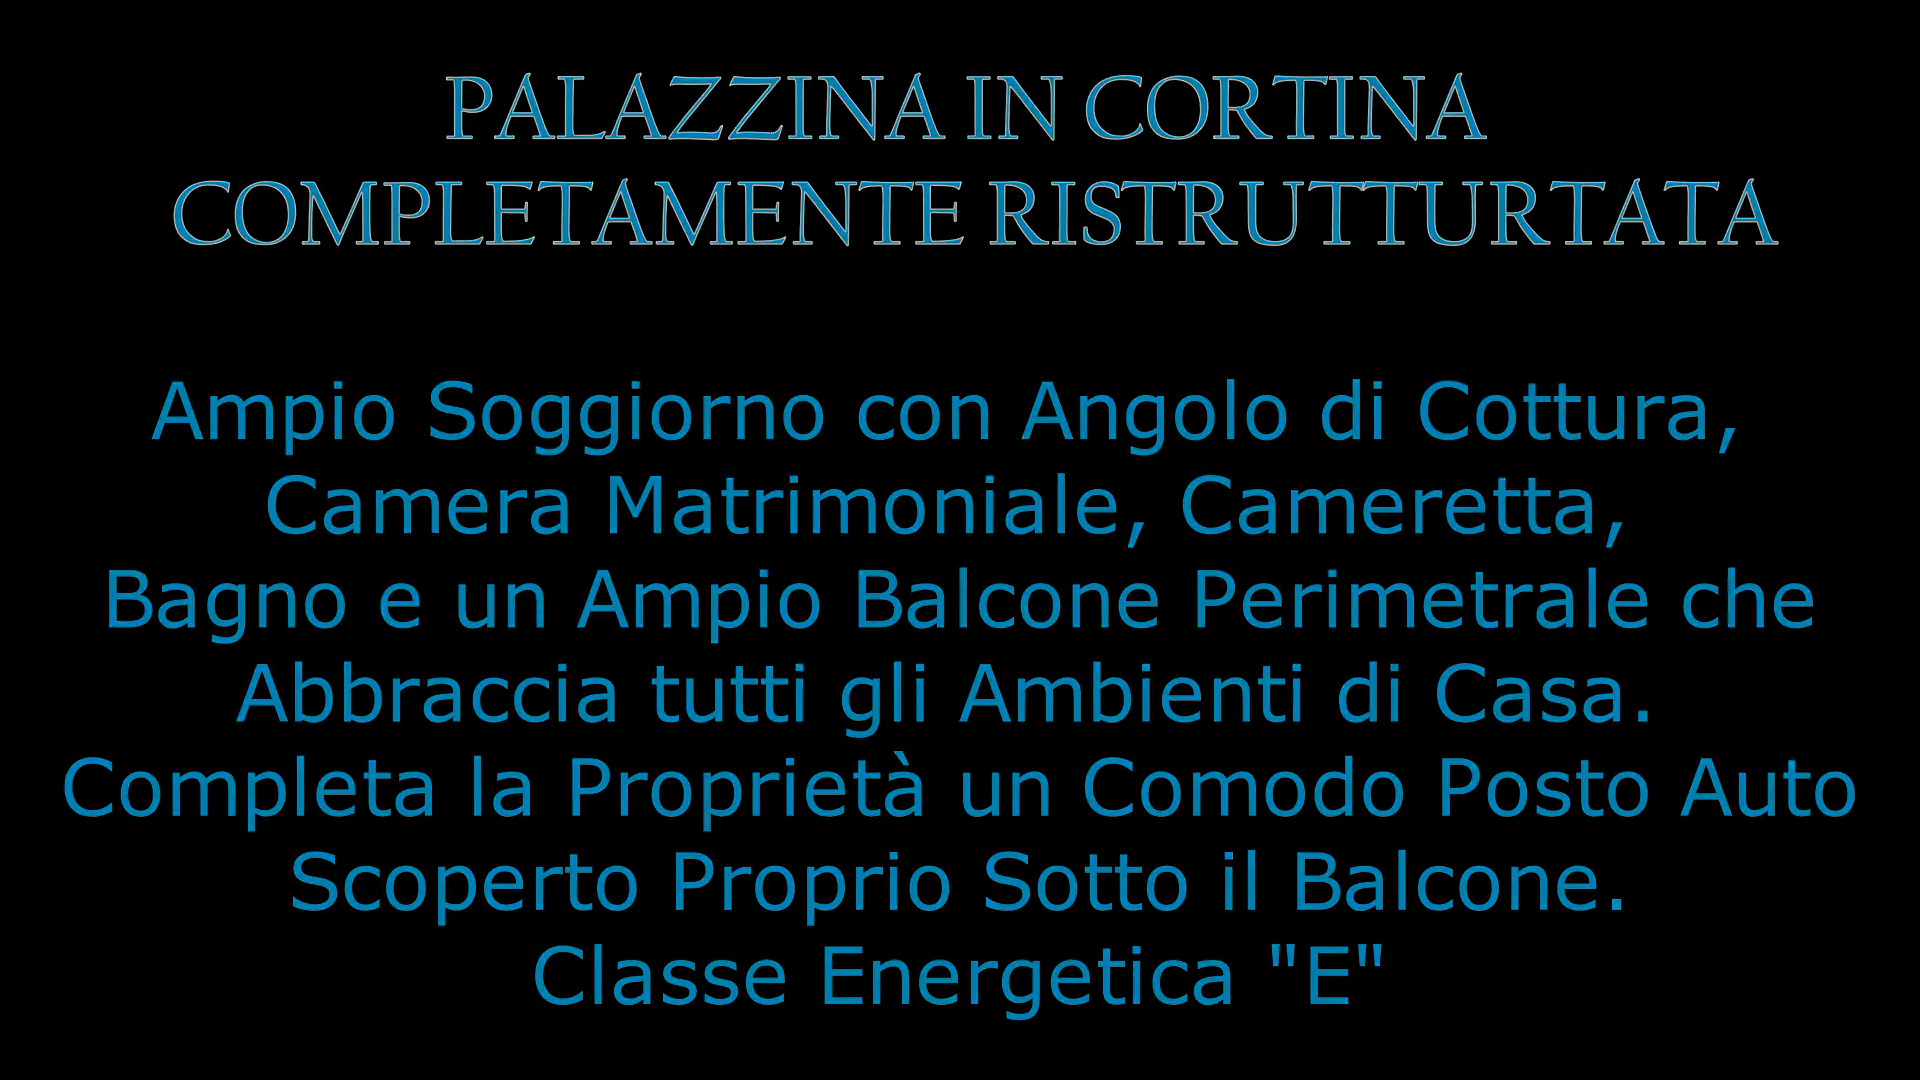 PALAZZINA IN CORTINA
COMPLETAMENTE RISTRUTTURTATA
Ampio Soggiorno con Angolo di Cottura,
Camera Matrimoniale, Cameretta,
Bagno e un Ampio Balcone Perimetrale che
Abbraccia tutti gli Ambienti di Casa.
Completa la Proprietà un Comodo Posto Auto
Scoperto Proprio Sotto il Balcone.
Classe Energetica "E"